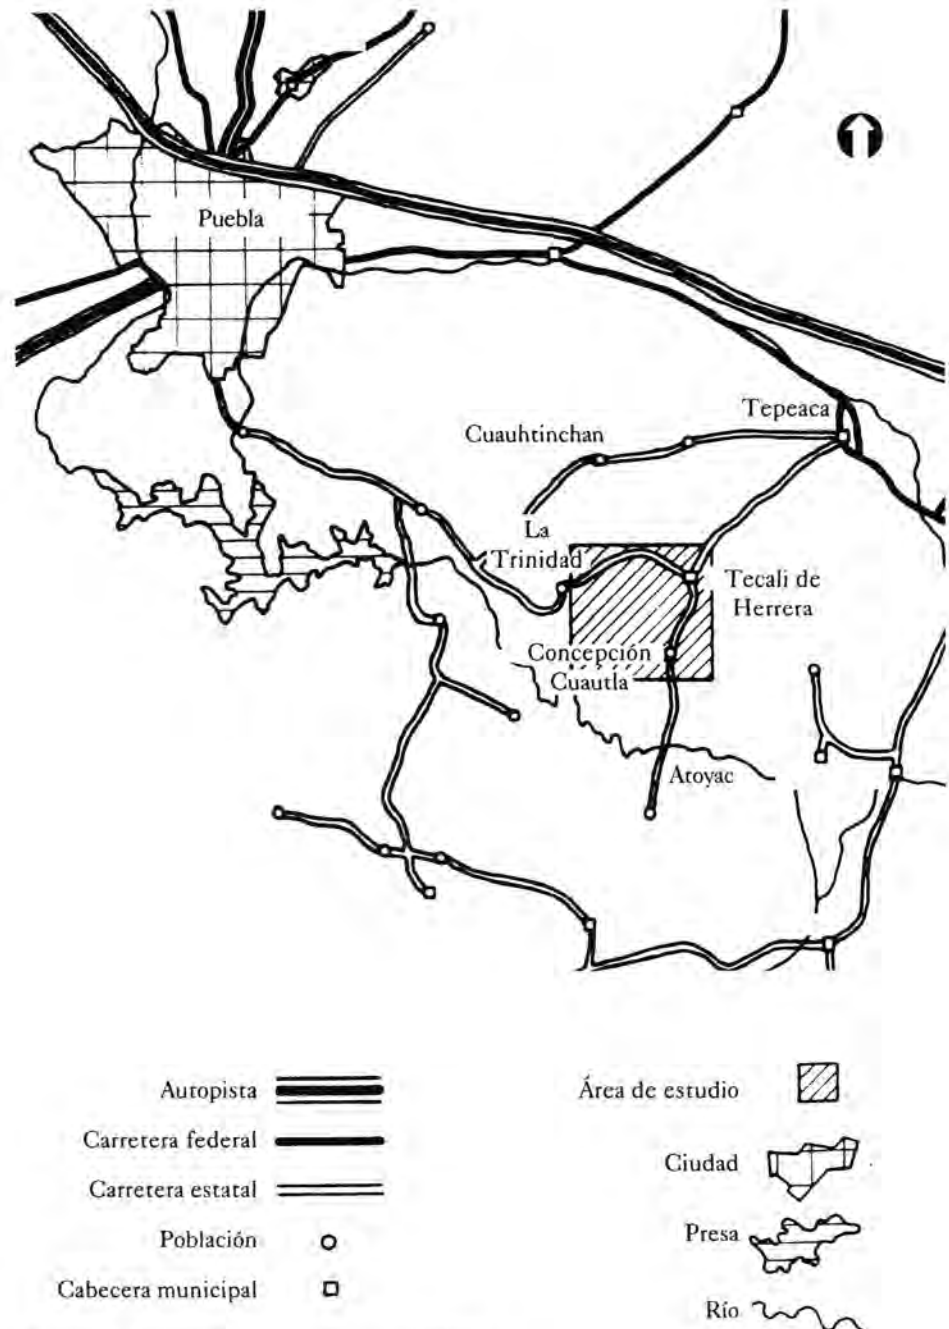 Puebla
Tepeaca
Cuauhtinchan
La
Trinidad
Tecali de
Herrera
Concepción
Cuautla
Atoyac
Autopista
Carretera federal
Carretera estatal
Población
Cabecera municipal
Área de estudio
Ciudad
Presa
Río